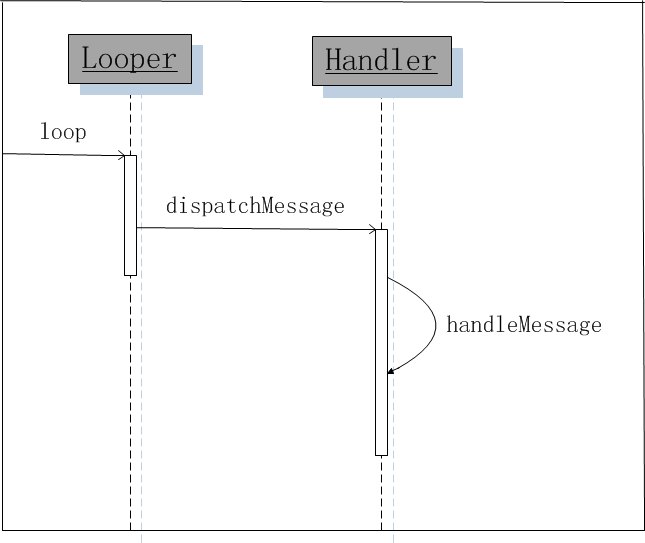 Looper
Handler
loop
dispatchMessage
handleMessage